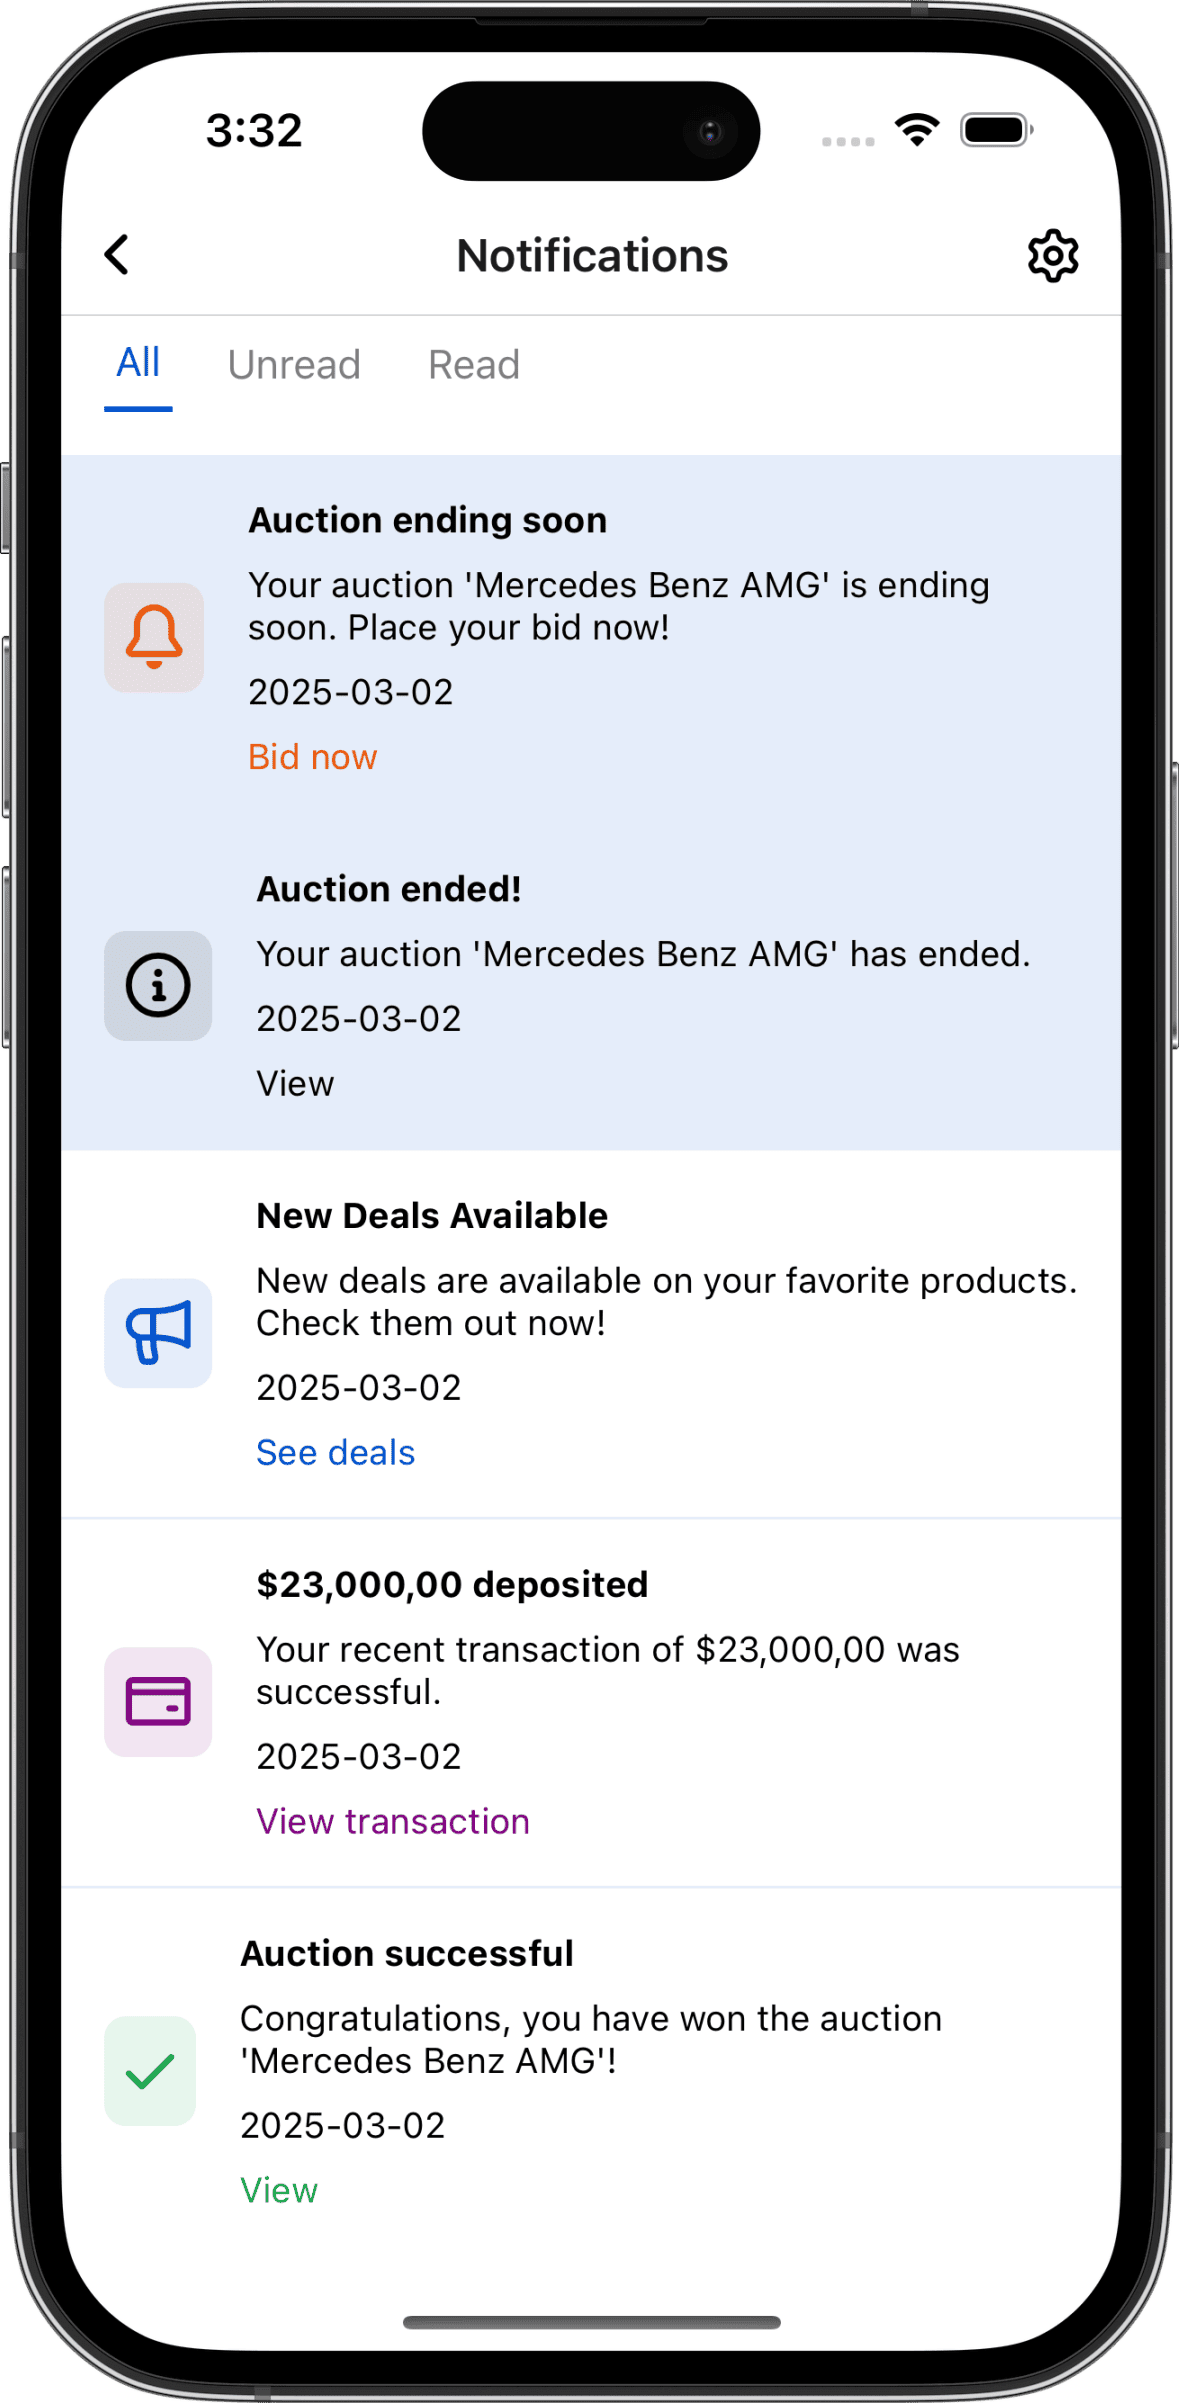 3:32
Notifications
All Unread Read
Auction ending soon
Your auction 'Mercedes Benz AMG' is ending
soon. Place your bid now!
2025-03-02
Bid now
Auction ended!
Your auction 'Mercedes Benz AMG' has ended.
2025-03-02
View
New Deals Available
New deals are available on your favorite products.
Check them out now!
2025-03-02
See deals
$23,000,00 deposited
Your recent transaction of $23,000,00 was
successful.
2025-03-02
View transaction
Auction successful
Congratulations, you have won the auction
'Mercedes Benz AMG'!
2025-03-02
View